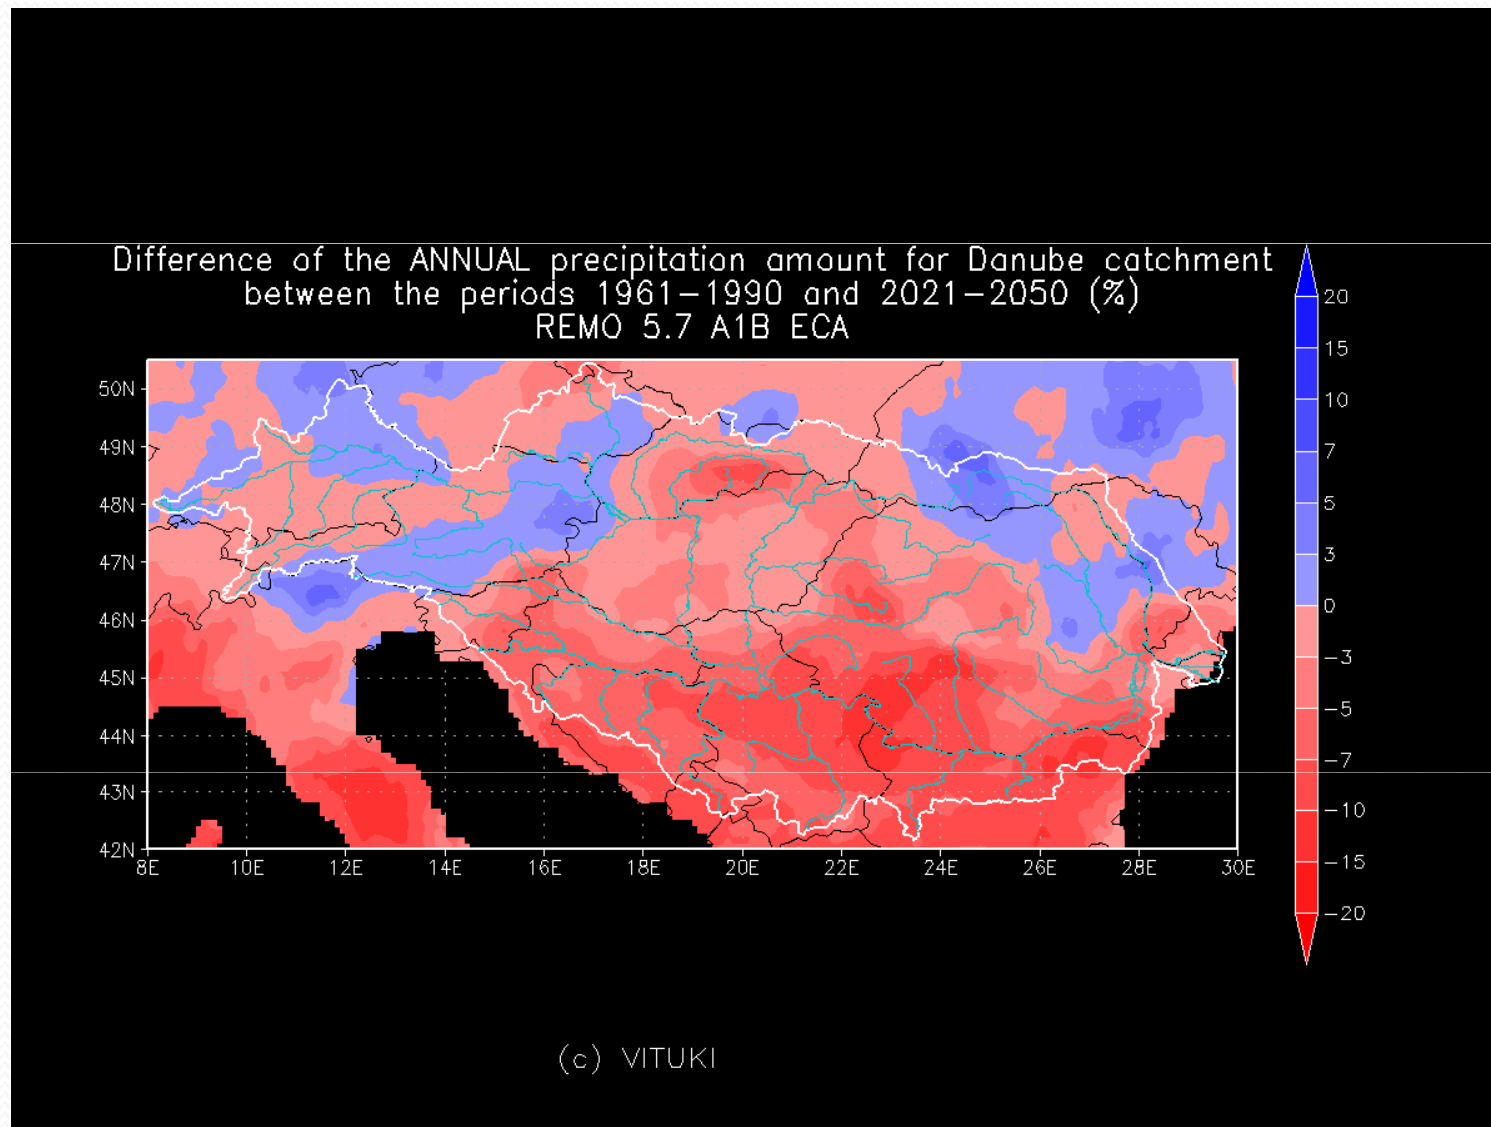 Difference of the ANNUAL precipitation amount for Danube catchment
between the periods 1961-1990 and 2021-2050 (%)
REMO 5.7 A1B ECA
20
15
10
7
5
3
0
-3
-5
-7
-10
-15
-20
50N
49N
48N
47N
46N
45N
44N
43N
42N
8E 10E 12E 14E 16E 18E 20E 22E 24E 26E 28E 30E
(c) VITUKI